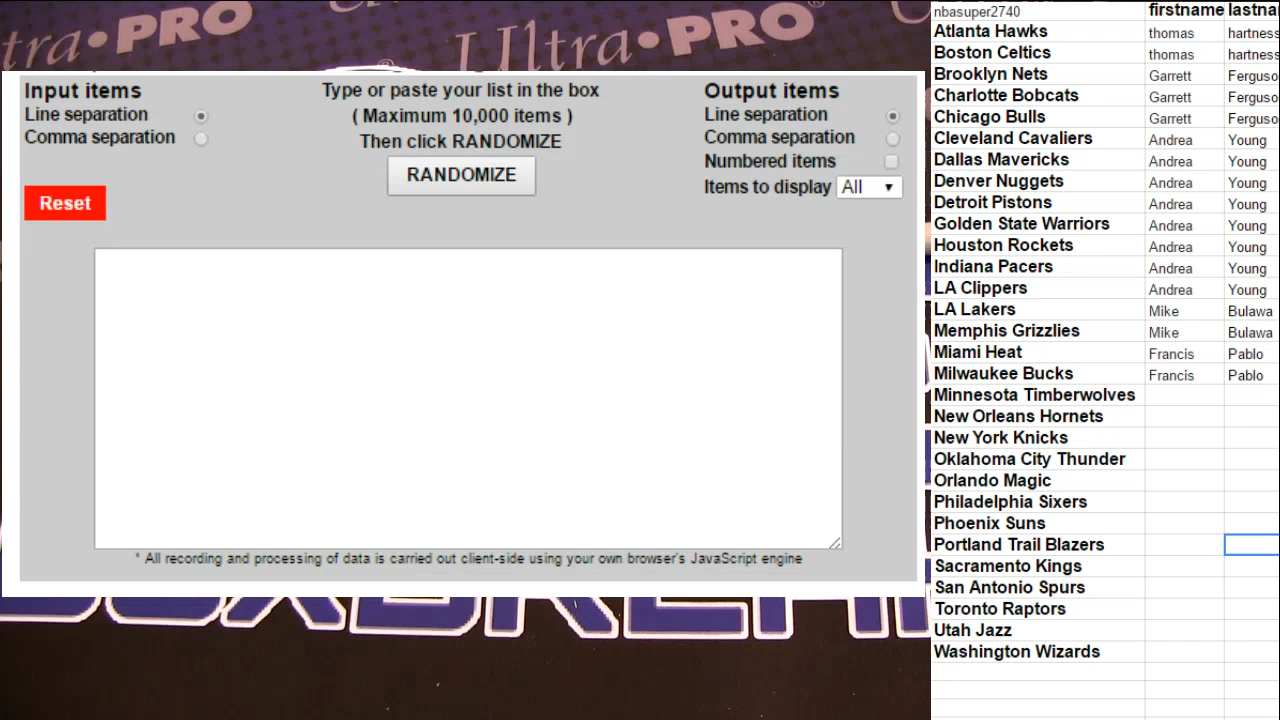 ultra•PRO®
Ultra•PRO®
Input items
Line separation
Comma separation
Reset
Type or paste your list in the box
( Maximum 10,000 items )
Then click RANDOMIZE
RANDOMIZE
Output items
Line separation
Comma separation
Numbered items
Items to display All
* All recording and processing of data is carried out client-side using your own browser's JavaScript engine
nbasuper2740 firstname lastna
Atlanta Hawks thomas hartness
Boston Celtics thomas hartness
Brooklyn Nets Garrett Ferguso
Charlotte Bobcats Garrett Ferguso
Chicago Bulls Garrett Ferguso
Cleveland Cavaliers Andrea Young
Dallas Mavericks Andrea Young
Denver Nuggets Andrea Young
Detroit Pistons Andrea Young
Golden State Warriors Andrea Young
Houston Rockets Andrea Young
Indiana Pacers Andrea Young
LA Clippers Andrea Young
LA Lakers Mike Bulawa
Memphis Grizzlies Mike Bulawa
Miami Heat Francis Pablo
Milwaukee Bucks Francis Pablo
Minnesota Timberwolves
New Orleans Hornets
New York Knicks
Oklahoma City Thunder
Orlando Magic
Philadelphia Sixers
Phoenix Suns
Portland Trail Blazers
Sacramento Kings
San Antonio Spurs
Toronto Raptors
Utah Jazz
Washington Wizards